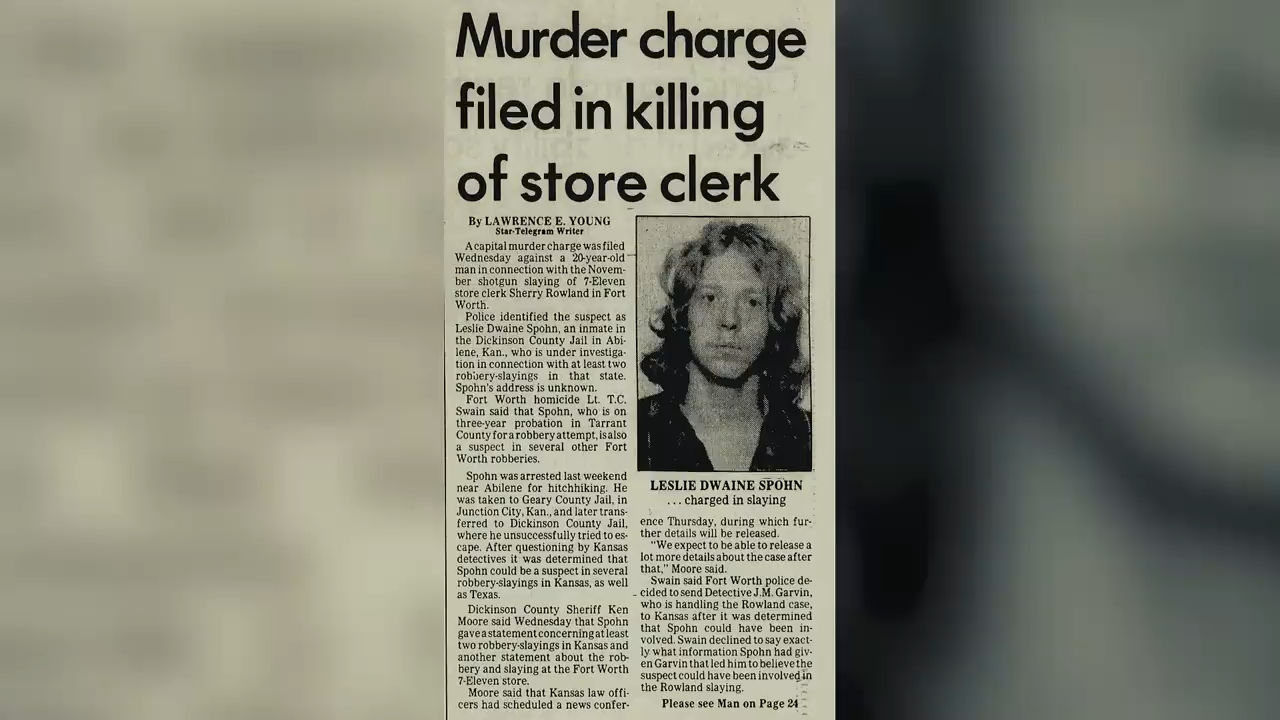 Murder charge
filed in killing
of store clerk
By LAWRENCE E. YOUNG
Star-Telegram Writer
A capital murder charge was filed
Wednesday against a 20-year-old
man in connection with the Novem-
ber shotgun slaying of 7-Eleven
store clerk Sherry Rowland in Fort
Worth.
Police identified the suspect as
Leslie Dwaine Spohn, an inmate in
the Dickinson County Jail in Abi-
lene, Kan., who is under investiga-
tion in connection with at least two
robbery-slayings in that state.
Spohn's address is unknown.
Fort Worth homicide Lt. T.C.
Swain said that Spohn, who is on
three-year probation in Tarrant
County for a robbery attempt, is also
a suspect in several other Fort
Worth robberies.
Spohn was arrested last weekend
near Abilene for hitchhiking. He
was taken to Geary County Jail, in
Junction City, Kan., and later trans-
ferred to Dickinson County Jail,
where he unsuccessfully tried to es-
cape. After questioning by Kansas
detectives it was determined that
Spohn could be a suspect in several
robbery-slayings in Kansas, as well
as Texas.
Dickinson County Sheriff Ken
Moore said Wednesday that Spohn
gave a statement concerning at least
two robbery-slayings in Kansas and
another statement about the rob-
bery and slaying at the Fort Worth
7-Eleven store.
Moore said that Kansas law offi-
cers had scheduled a news confer-
LESLIE DWAINE SPOHN
... charged in slaying
ence Thursday, during which fur-
ther details will be released.
"We expect to be able to release a
lot more details about the case after
that," Moore said.
Swain said Fort Worth police de-
cided to send Detective J.M. Garvin,
who is handling the Rowland case,
to Kansas after it was determined
that Spohn could have been in-
volved. Swain declined to say exact-
ly what information Spohn had giv-
en Garvin that led him to believe the
suspect could have been involved in
the Rowland slaying.
Please see Man on Page 24